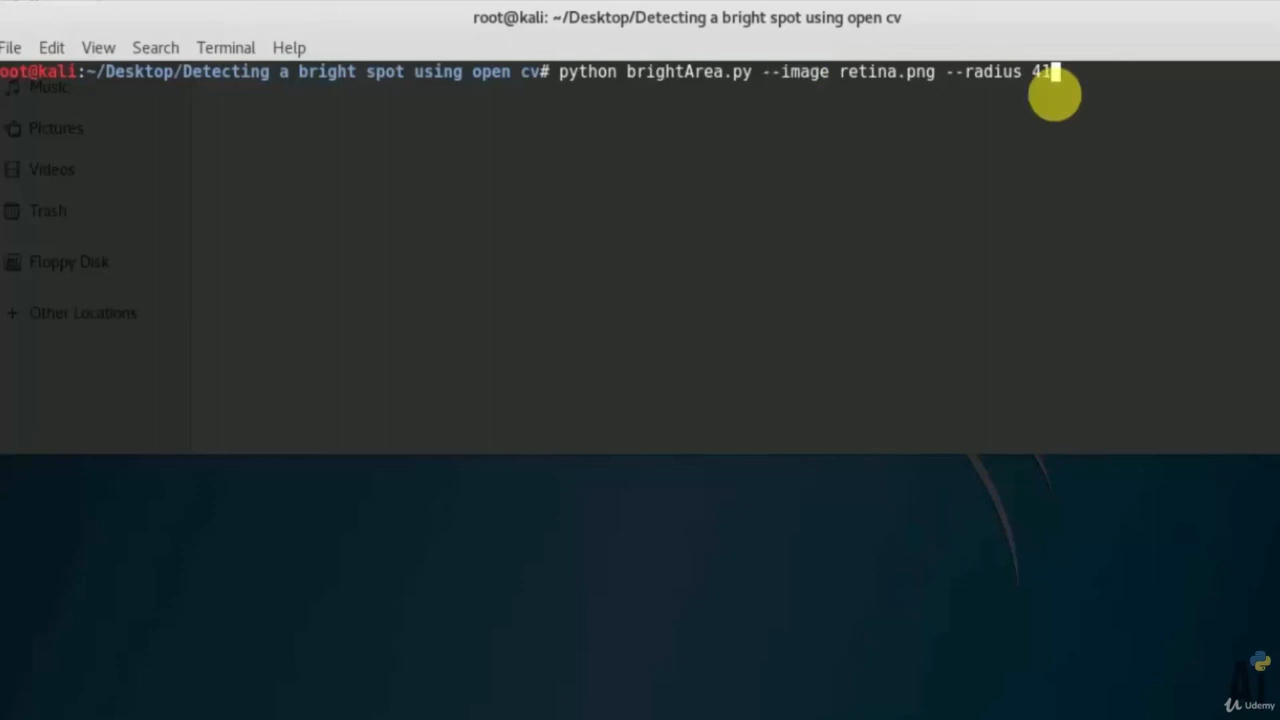 root@kali: ~/Desktop/Detecting a bright spot using open cv
File Edit View Search Terminal Help
oot@kali:~/Desktop/Detecting a bright spot using open cv# python brightArea.py --image retina.png --radius 41
Music
Pictures
Videos
Trash
Floppy Disk
+ Other Locations
AI
Udemy